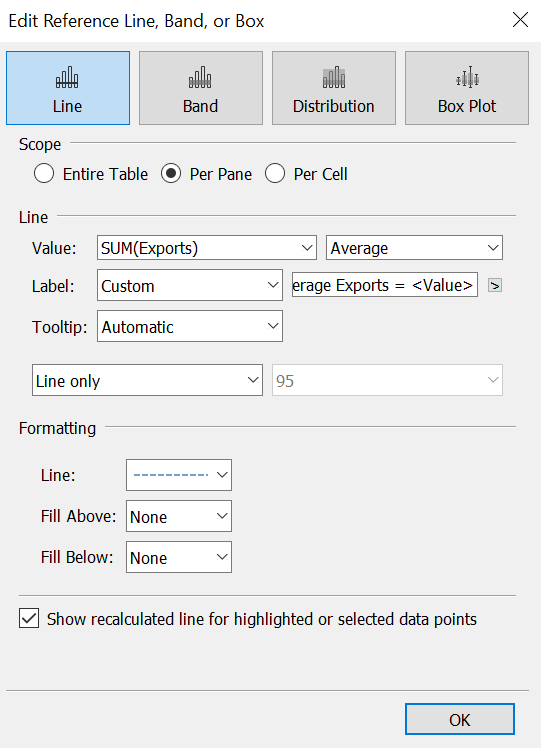 Edit Reference Line, Band, or Box
Line Band Distribution Box Plot
Scope
Entire Table Per Pane Per Cell
Line
Value: SUM(Exports) Average
Label: Custom erage Exports = <Value> >
Tooltip: Automatic
Line only 95
Formatting
Line:
Fill Above: None
Fill Below: None
Show recalculated line for highlighted or selected data points
OK